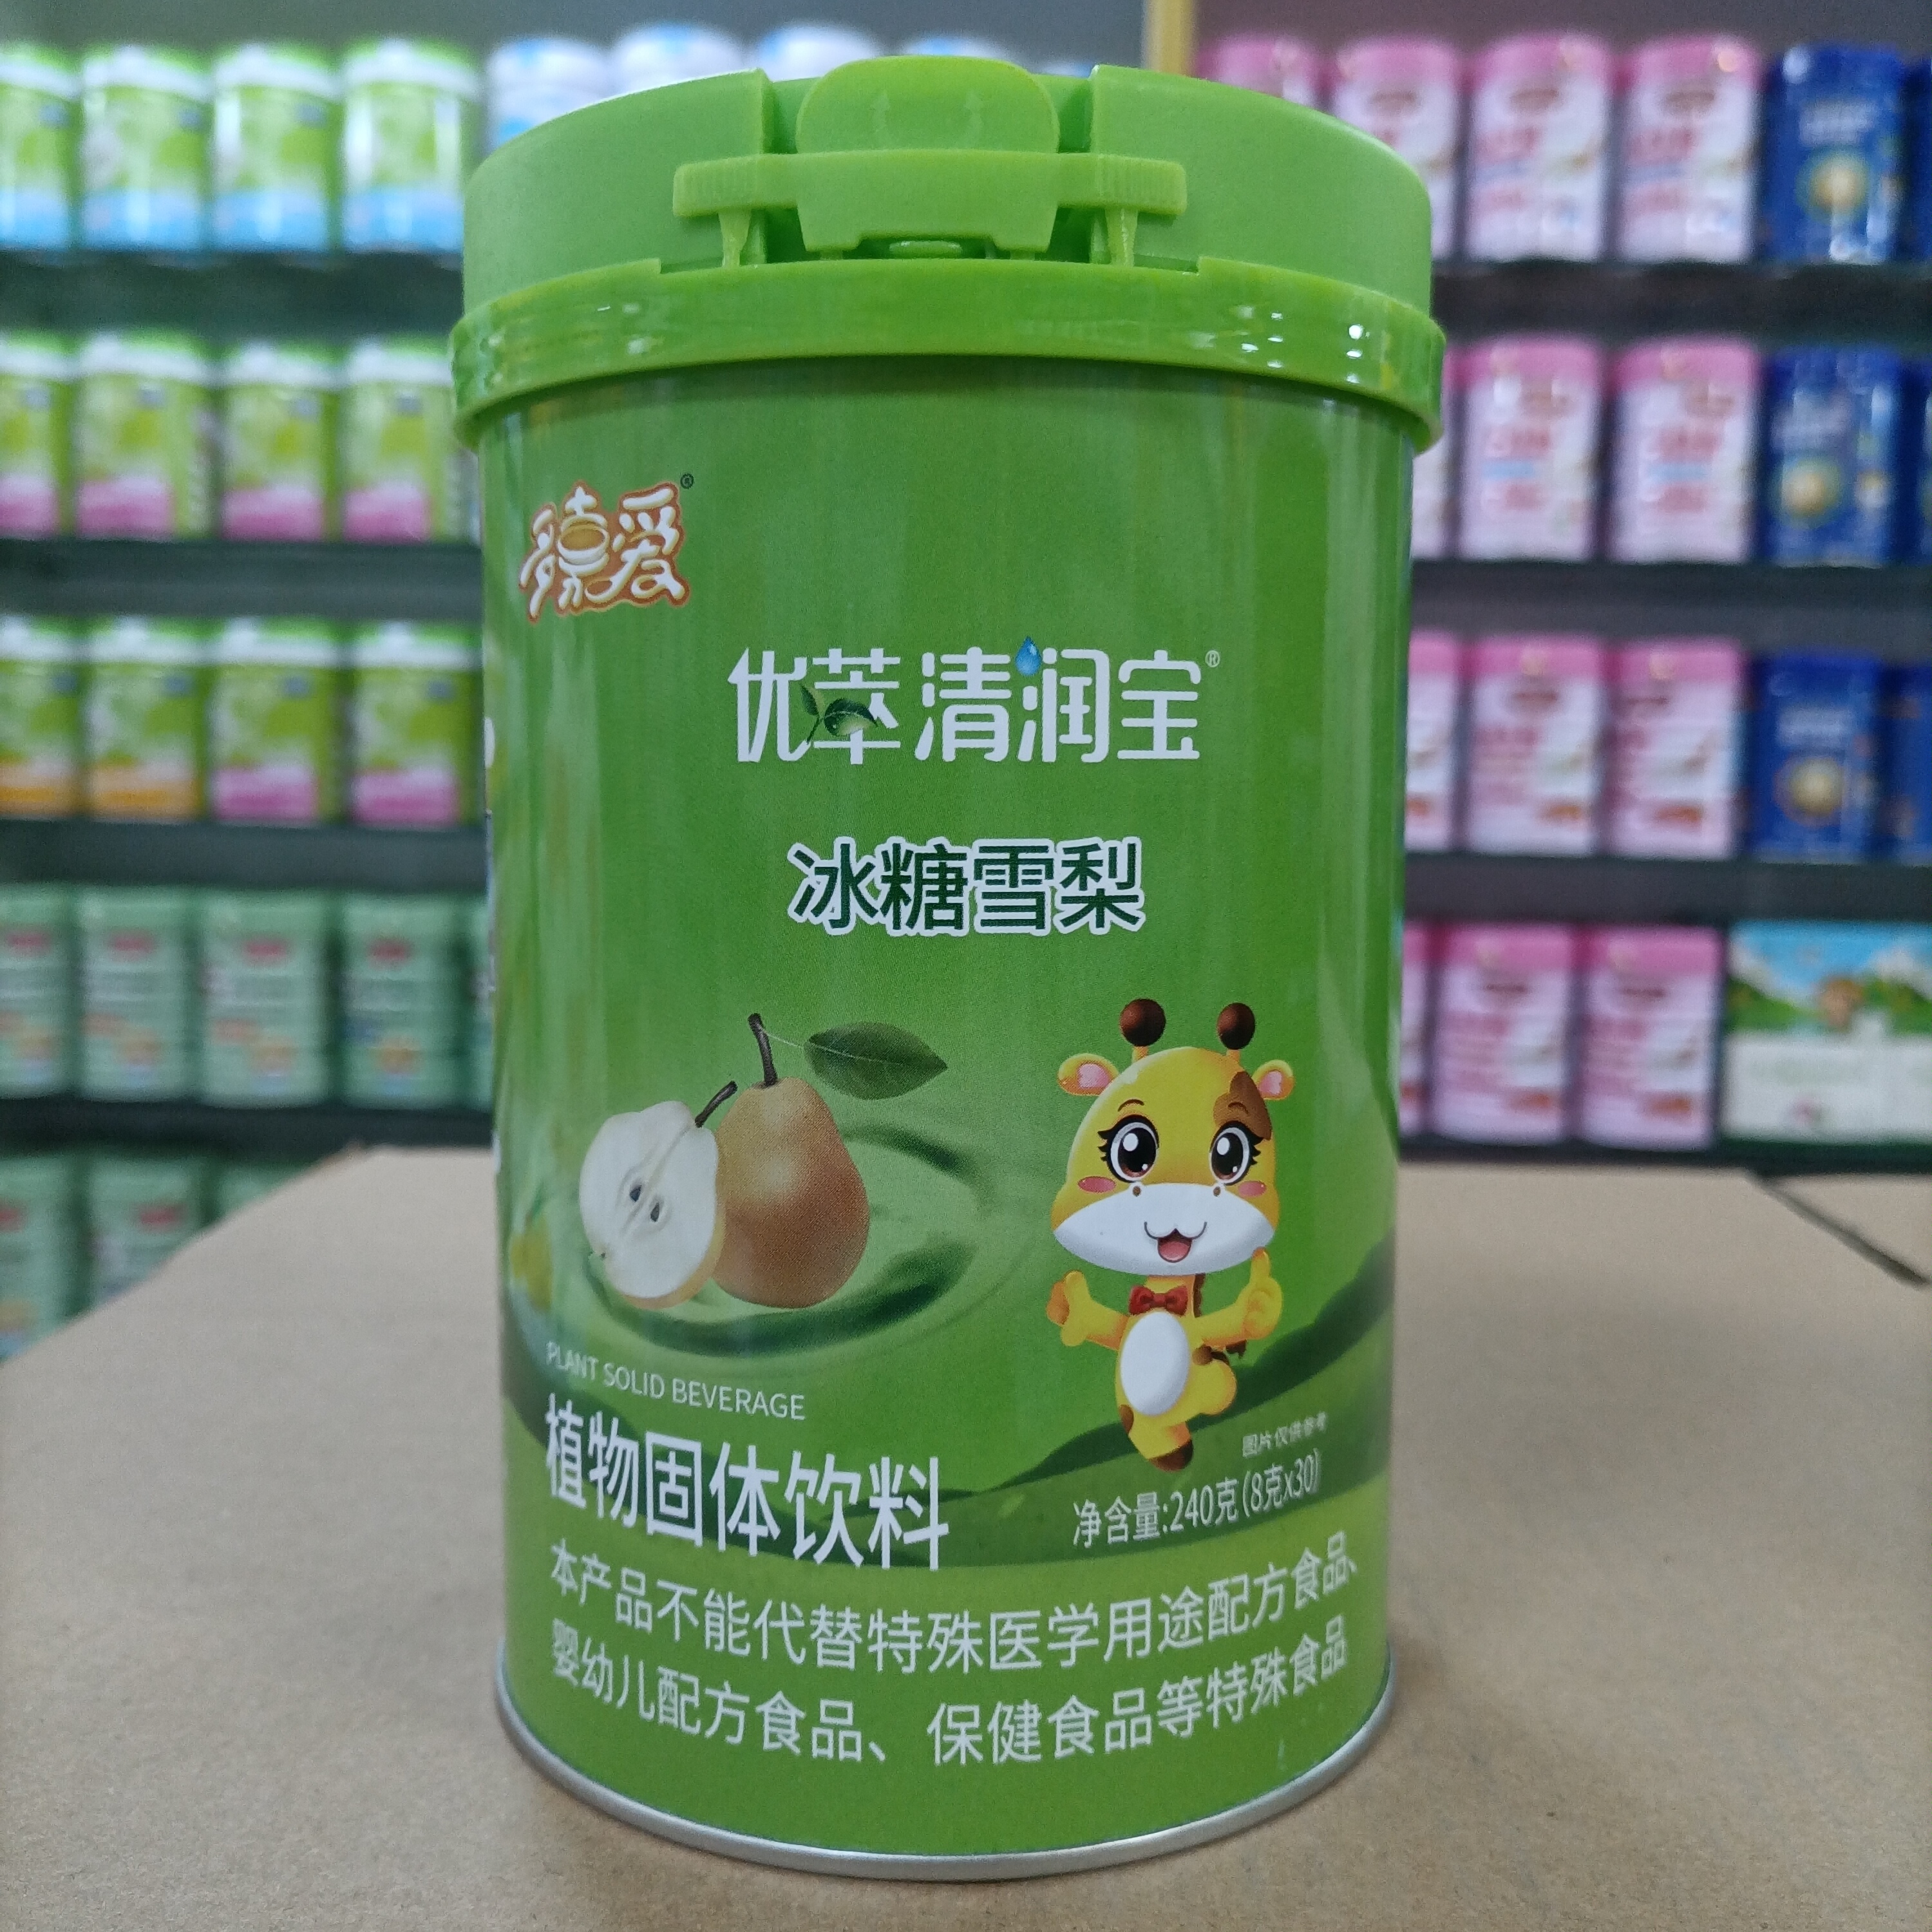 爱®
优萃清润宝®
冰糖雪梨
PLANT SOLID BEVERAGE
植物固体饮料
图片仅供参考
净含量:240克(8克x30)
本产品不能代替特殊医学用途配方食品、
婴幼儿配方食品、保健食品等特殊食品